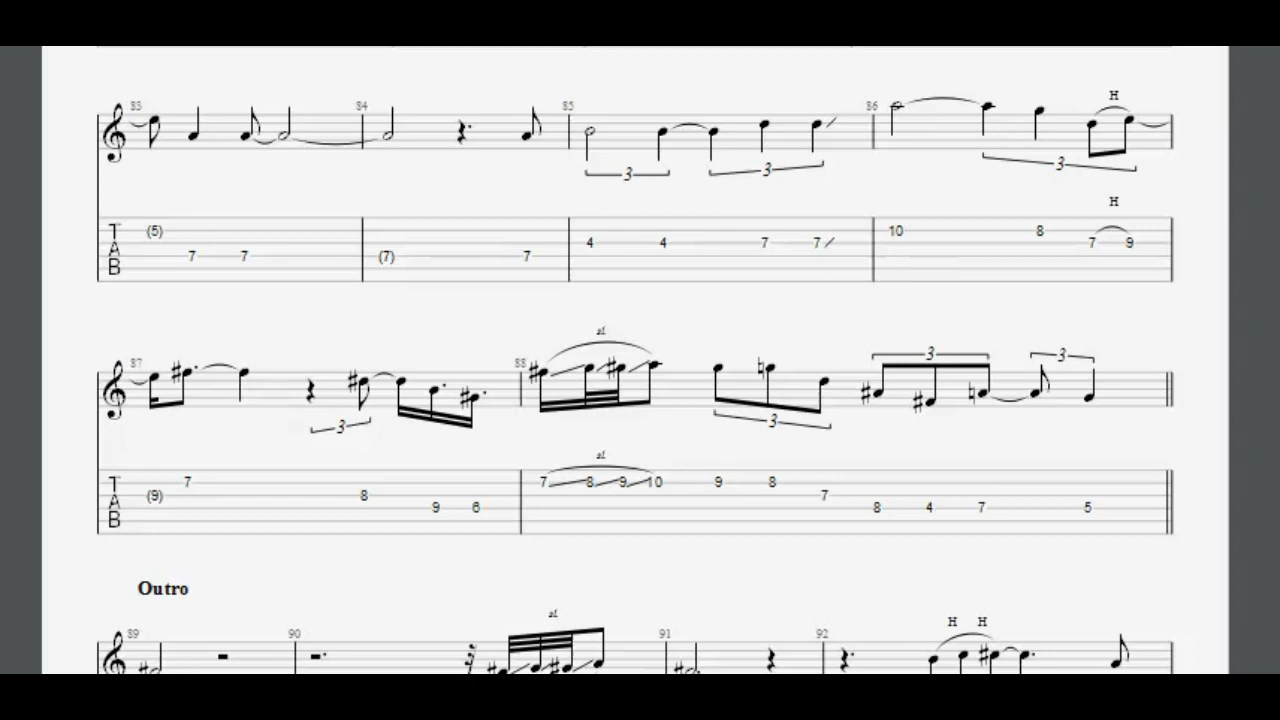 83 84 85 86
H
3 3 3
H
T (5) 10 8
A 4 4 7 7 7 9
B 7 7 (7) 7
87 88
sl
3 3
3 3
sl
T 7 7 8 9 10 9 8
A (9) 8 7
B 9 6 8 4 7 5
Outro
89 90 91 92
sl
H H